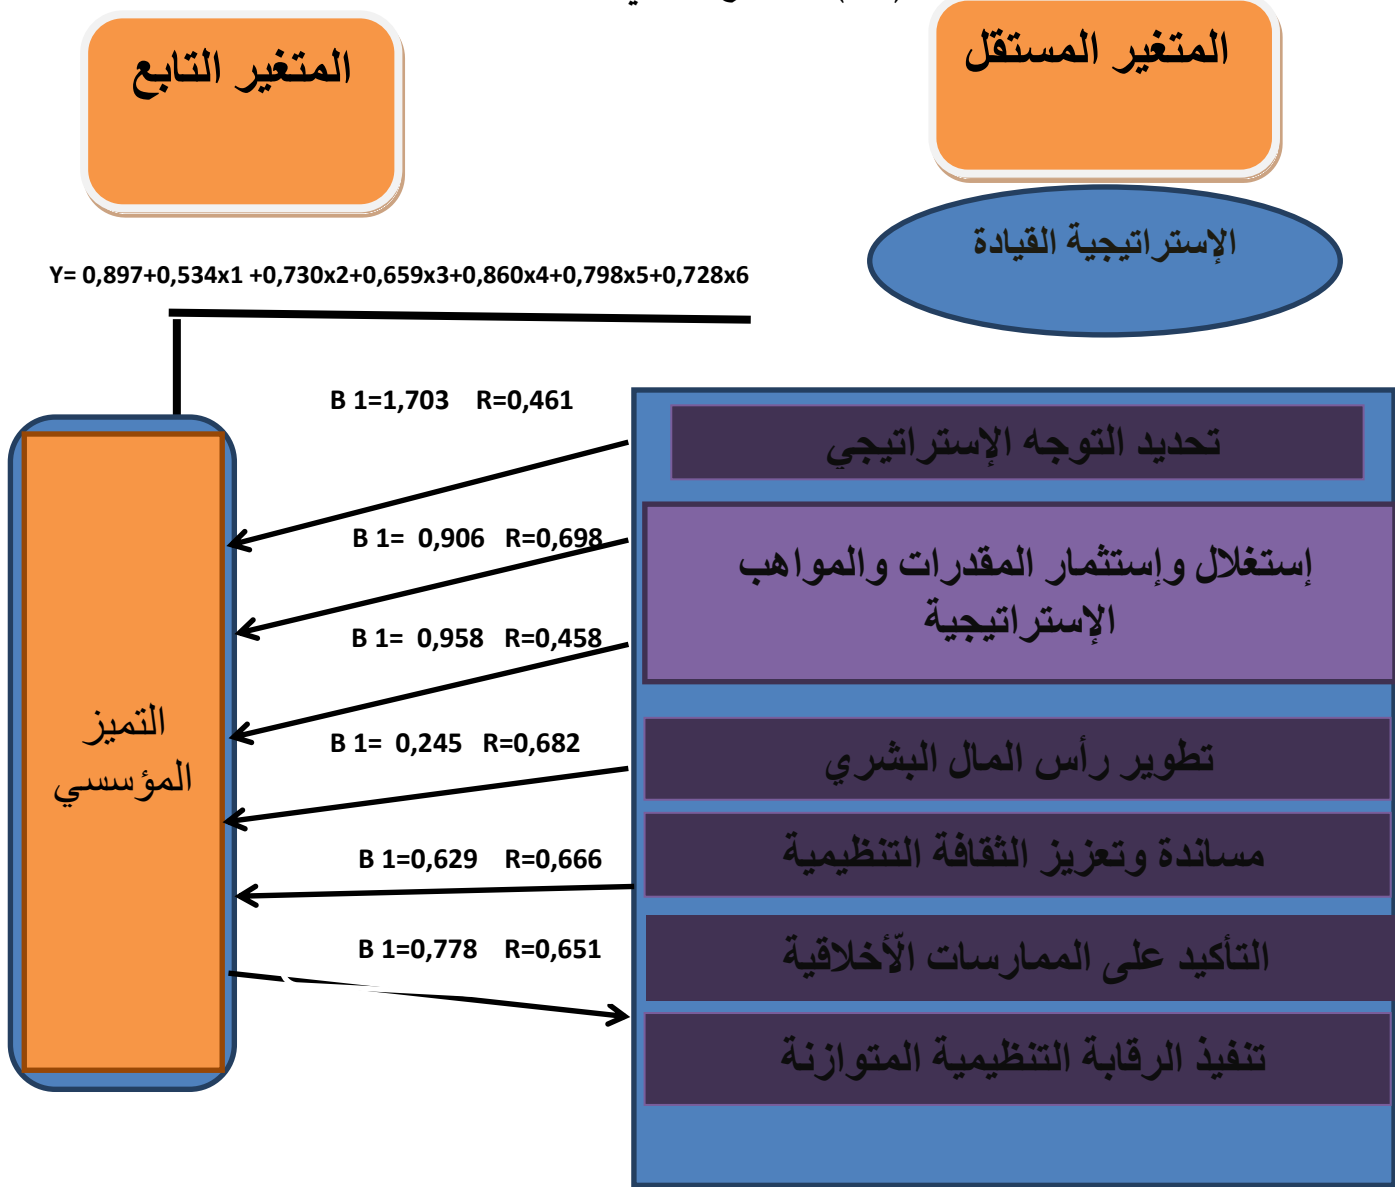 المتغير المستقل
المتغير التابع
الإستراتيجية القيادة
Y= 0,897+0,534x1 +0,730x2+0,659x3+0,860x4+0,798x5+0,728x6
B 1=1,703 R=0,461
تحديد التوجه الإستراتيجي
B 1= 0,906 R=0,698
إستغلال وإستثمار المقدرات والمواهب
الإستراتيجية
B 1= 0,958 R=0,458
التميز
المؤسسي
B 1= 0,245 R=0,682
تطوير رأس المال البشري
B 1=0,629 R=0,666
مساندة وتعزيز الثقافة التنظيمية
B 1=0,778 R=0,651
التأكيد على الممارسات الّأخلاقية
تنفيذ الرقابة التنظيمية المتوازنة